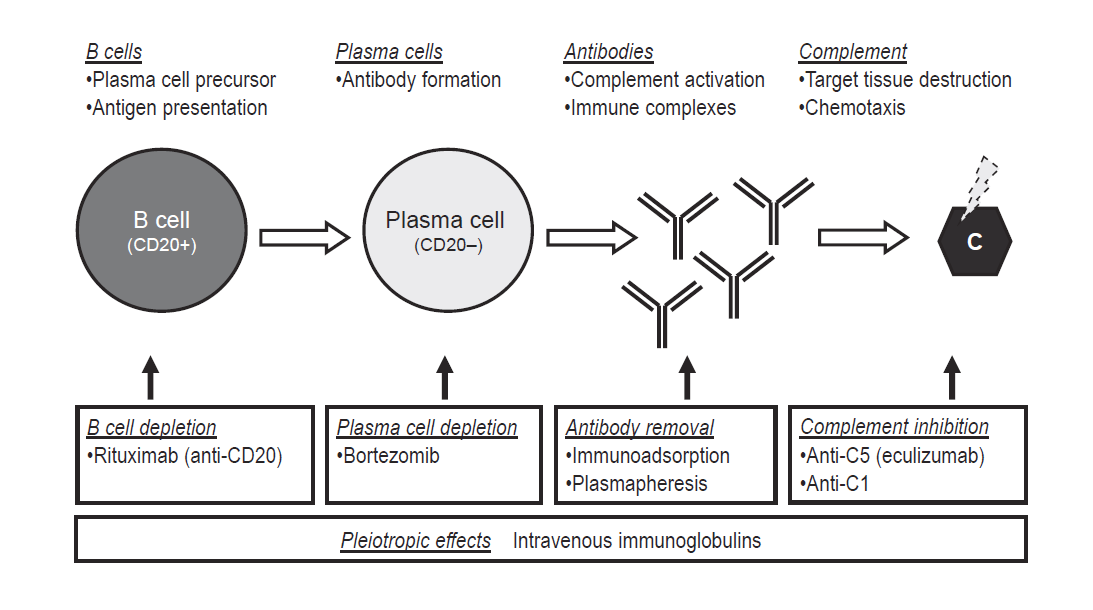 B cells
•Plasma cell precursor
•Antigen presentation
Plasma cells
•Antibody formation
Antibodies
•Complement activation
•Immune complexes
Complement
•Target tissue destruction
•Chemotaxis
B cell
(CD20+)
Plasma cell
(CD20–)
C
B cell depletion
•Rituximab (anti-CD20)
Plasma cell depletion
•Bortezomib
Antibody removal
•Immunoadsorption
•Plasmapheresis
Complement inhibition
•Anti-C5 (eculizumab)
•Anti-C1
Pleiotropic effects Intravenous immunoglobulins